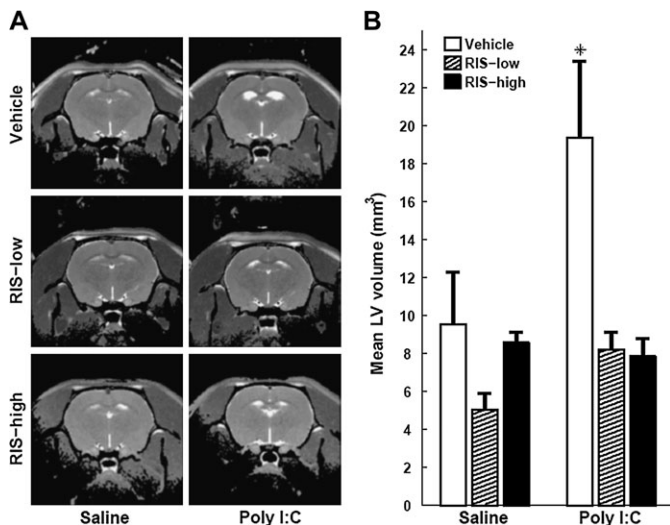 A
Vehicle
RIS-low
RIS-high
Saline
Poly I:C
B
Mean LV volume (mm³)
24
22
20
18
16
14
12
10
8
6
4
2
0
Vehicle
RIS-low
RIS-high
*
Saline
Poly I:C